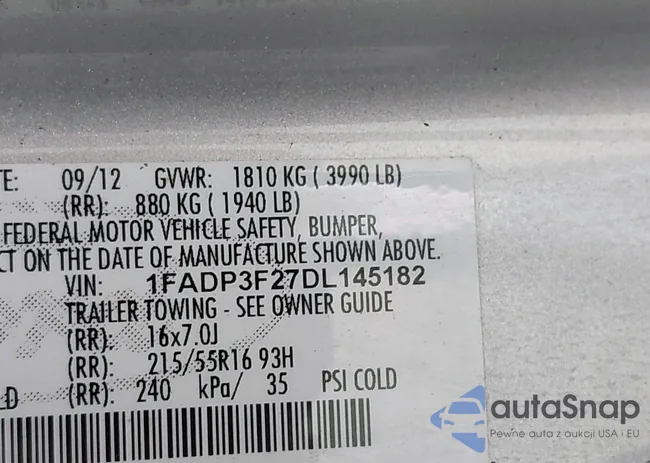 TE: 09/12 GVWR: 1810 KG ( 3990 LB)
(RR): 880 KG ( 1940 LB)
FEDERAL MOTOR VEHICLE SAFETY, BUMPER,
CT ON THE DATE OF MANUFACTURE SHOWN ABOVE.
VIN: 1FADP3F27DL145182
TRAILER TOWING - SEE OWNER GUIDE
(RR): 16x7.0J
(RR): 215/55R16 93H
LD (RR): 240 kPa/ 35 PSI COLD
autaSnap
Pewne auta z aukcji USA i EU